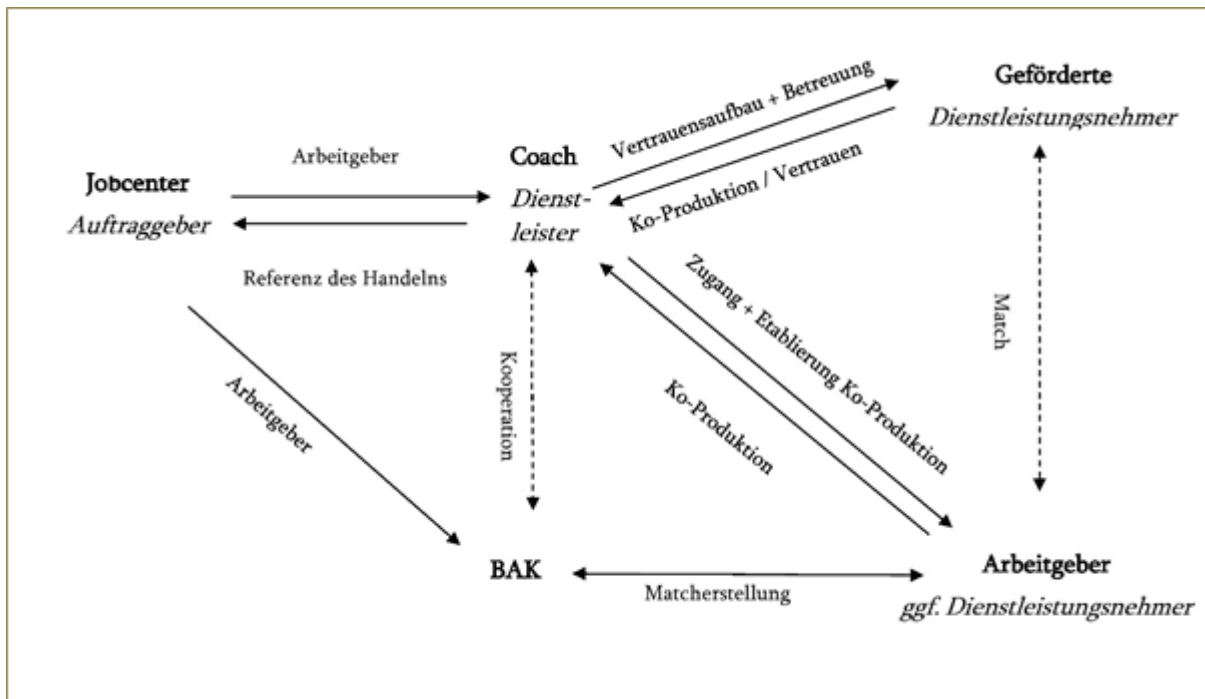 Geförderte
Dienstleistungsnehmer
Vertrauensaufbau + Betreuung
Ko-Produktion / Vertrauen
Arbeitgeber
Coach
Dienst-
leister
Jobcenter
Auftraggeber
Referenz des Handelns
Zugang + Etablierung Ko-Produktion
Ko-Produktion
Match
Kooperation
Arbeitgeber
BAK
Matcherstellung
Arbeitgeber
ggf. Dienstleistungsnehmer